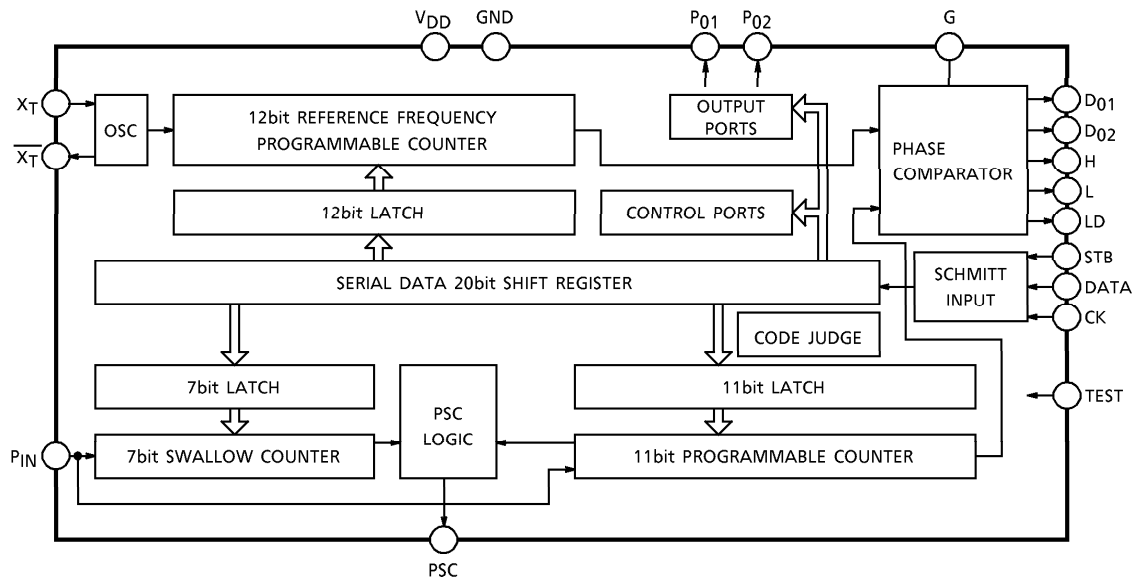 VDD
GND
P01
P02
G
XT
XT
OSC
12bit REFERENCE FREQUENCY
PROGRAMMABLE COUNTER
OUTPUT
PORTS
PHASE
COMPARATOR
D01
D02
H
L
LD
12bit LATCH
CONTROL PORTS
SERIAL DATA 20bit SHIFT REGISTER
SCHMITT
INPUT
STB
DATA
CK
CODE JUDGE
7bit LATCH
PSC
LOGIC
11bit LATCH
TEST
PIN
7bit SWALLOW COUNTER
11bit PROGRAMMABLE COUNTER
PSC